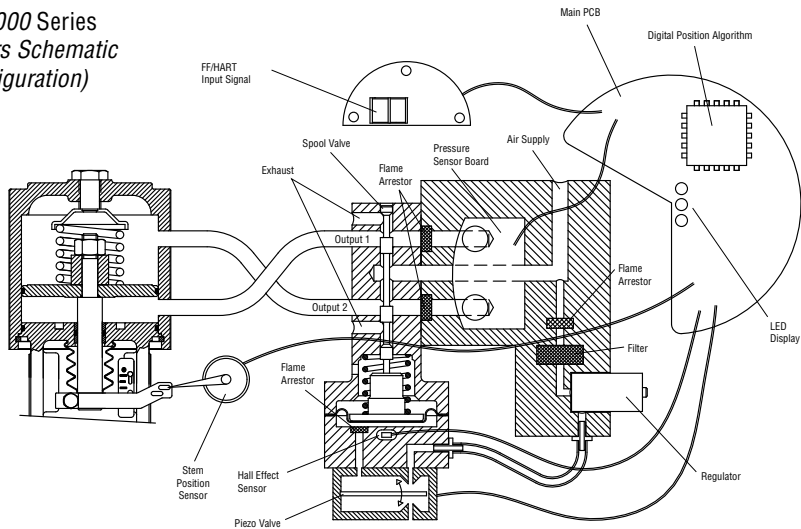 000 Series
rs Schematic
iguration)
Main PCB
Digital Position Algorithm
FF/HART
Input Signal
Spool Valve
Flame
Arrestor
Pressure
Sensor Board
Air Supply
Exhaust
Output 1
Output 2
Flame
Arrestor
LED
Display
Filter
Flame
Arrestor
Stem
Position
Sensor
Hall Effect
Sensor
Regulator
Piezo Valve